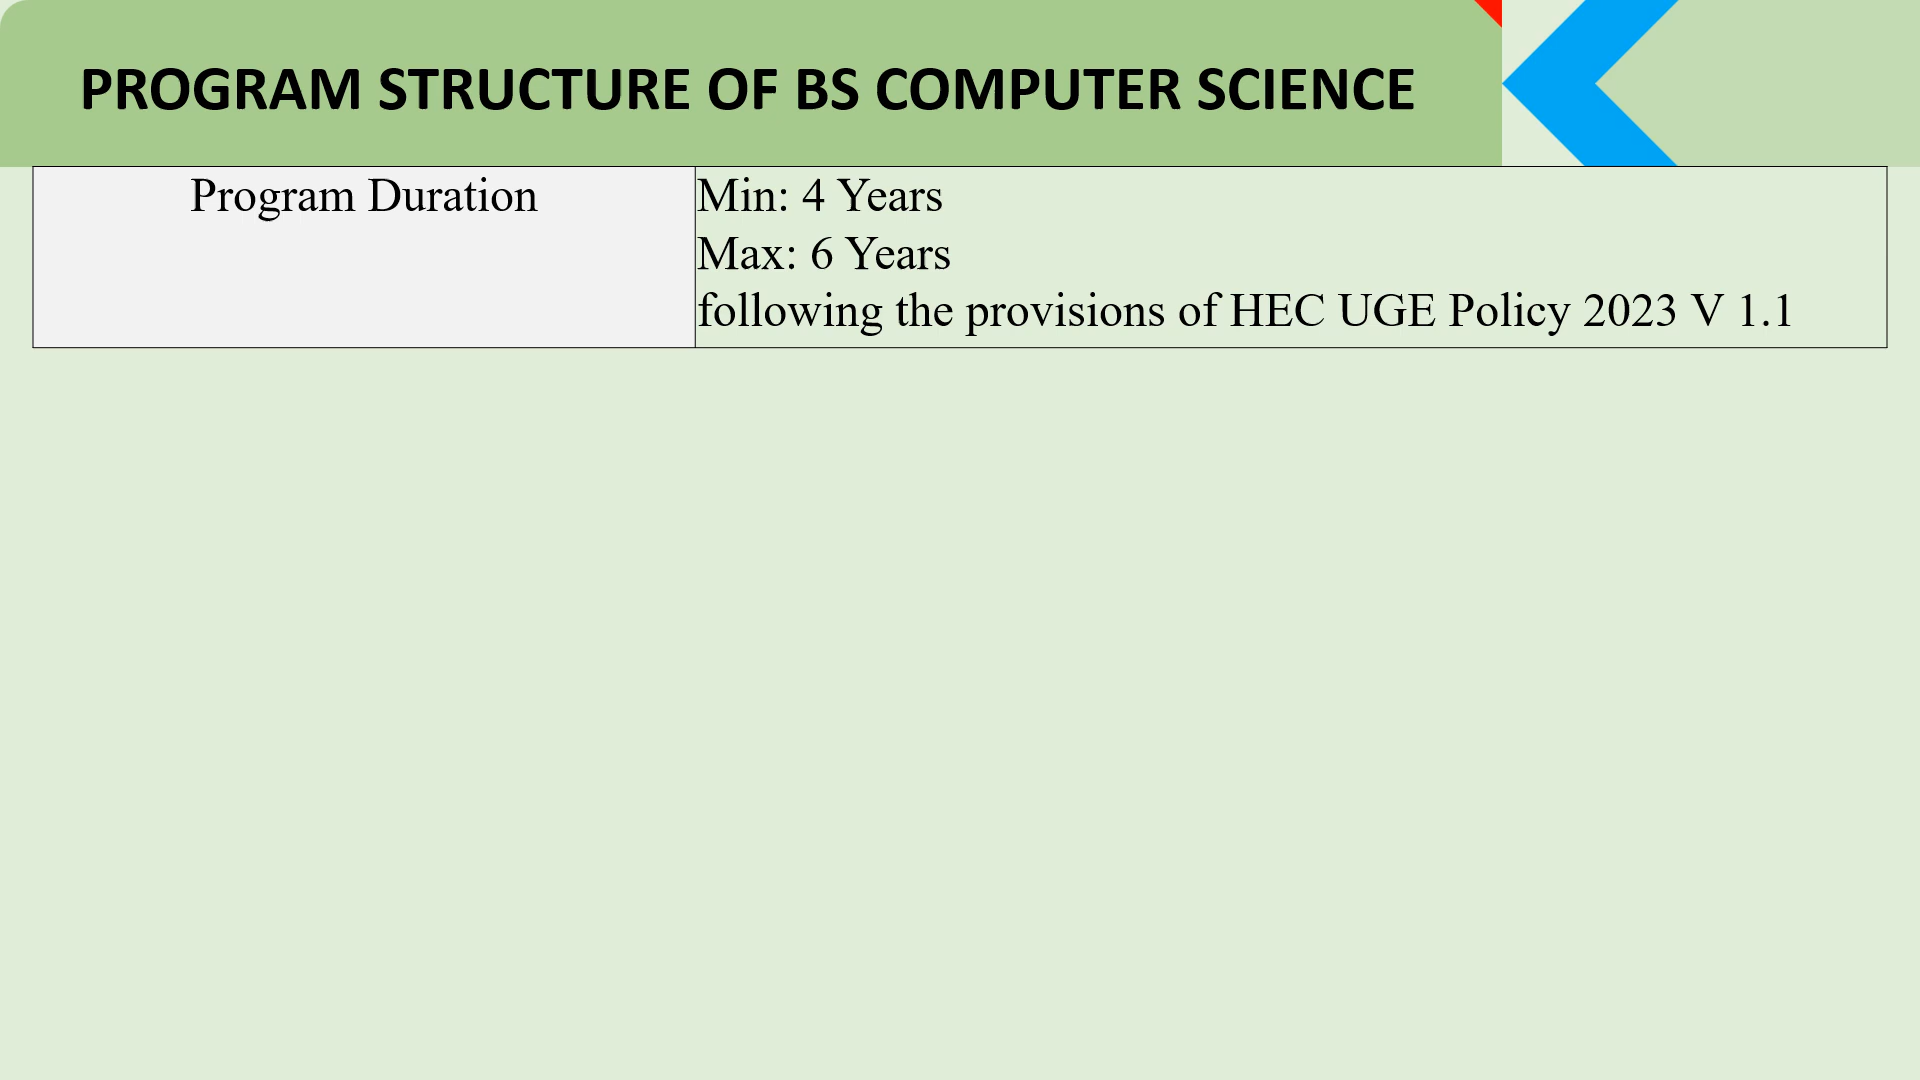 PROGRAM STRUCTURE OF BS COMPUTER SCIENCE
Program Duration
Min: 4 Years
Max: 6 Years
following the provisions of HEC UGE Policy 2023 V 1.1